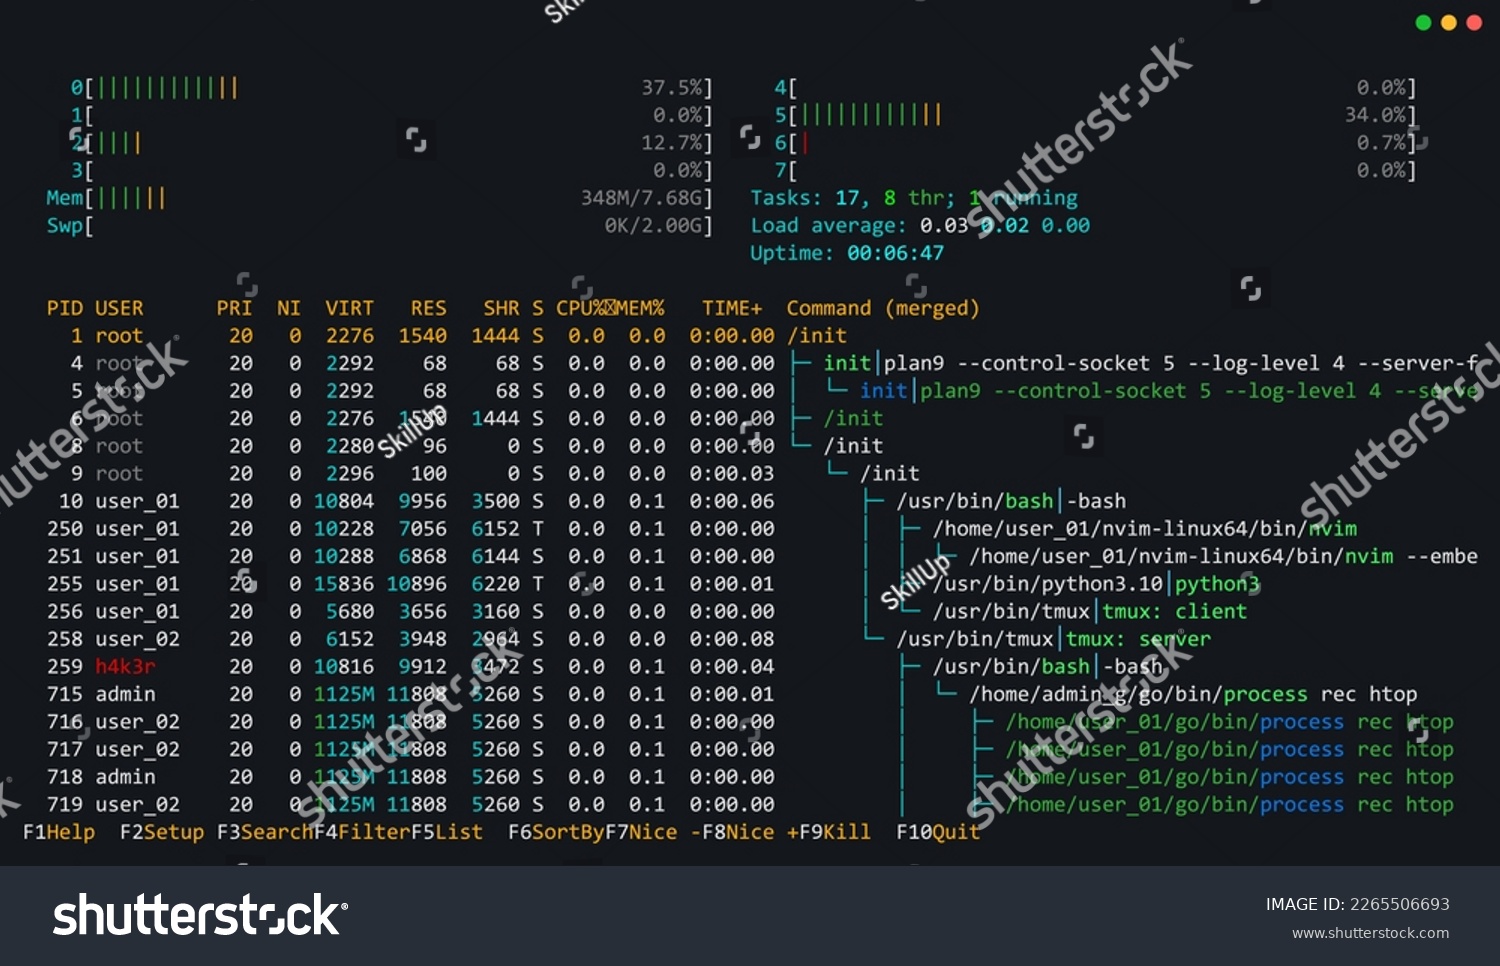 0[||||||||||||37.5%] 4[0.0%]
1[0.0%] 5[||||||||||||34.0%]
2[||||12.7%] 6[|0.7%]
3[0.0%] 7[0.0%]
Mem[||||||348M/7.68G] Tasks: 17, 8 thr; 1 running
Swp[0K/2.00G] Load average: 0.03 0.02 0.00
Uptime: 00:06:47
PID USER PRI NI VIRT RES SHR S CPU% MEM% TIME+ Command (merged)
1 root 20 0 2276 1540 1444 S 0.0 0.0 0:00.00 /init
4 root 20 0 2292 68 68 S 0.0 0.0 0:00.00 ├─ init|plan9 --control-socket 5 --log-level 4 --server-f
5 root 20 0 2292 68 68 S 0.0 0.0 0:00.00 │ └─ init|plan9 --control-socket 5 --log-level 4 --serve
6 root 20 0 2276 1540 1444 S 0.0 0.0 0:00.00 ├─ /init
8 root 20 0 2280 96 0 S 0.0 0.0 0:00.00 └─ /init
9 root 20 0 2296 100 0 S 0.0 0.0 0:00.03 └─ /init
10 user_01 20 0 10804 9956 3500 S 0.0 0.1 0:00.06 ├─ /usr/bin/bash|-bash
250 user_01 20 0 10228 7056 6152 T 0.0 0.1 0:00.00 │ ├─ /home/user_01/nvim-linux64/bin/nvim
251 user_01 20 0 10288 6868 6144 S 0.0 0.1 0:00.00 │ │ └─ /home/user_01/nvim-linux64/bin/nvim --embe
255 user_01 20 0 15836 10896 6220 T 0.0 0.1 0:00.01 │ ├─ /usr/bin/python3.10|python3
256 user_01 20 0 5680 3656 3160 S 0.0 0.0 0:00.00 │ └─ /usr/bin/tmux|tmux: client
258 user_02 20 0 6152 3948 2964 S 0.0 0.0 0:00.08 └─ /usr/bin/tmux|tmux: server
259 h4k3r 20 0 10816 9912 3472 S 0.0 0.1 0:00.04 ├─ /usr/bin/bash|-bash
715 admin 20 0 1125M 11808 5260 S 0.0 0.1 0:00.01 │ └─ /home/admin_g/go/bin/process rec htop
716 user_02 20 0 1125M 11808 5260 S 0.0 0.1 0:00.00 │ ├─ /home/user_01/go/bin/process rec htop
717 user_02 20 0 1125M 11808 5260 S 0.0 0.1 0:00.00 │ ├─ /home/user_01/go/bin/process rec htop
718 admin 20 0 1125M 11808 5260 S 0.0 0.1 0:00.00 │ ├─ /home/user_01/go/bin/process rec htop
719 user_02 20 0 1125M 11808 5260 S 0.0 0.1 0:00.00 │ ├─ /home/user_01/go/bin/process rec htop
F1Help F2Setup F3SearchF4FilterF5List F6SortByF7Nice -F8Nice +F9Kill F10Quit
shutterstock
shutterstock
shutterstock
shutterstock
shutterstock
SkillUp
SkillUp
shutterstock
IMAGE ID: 2265506693
www.shutterstock.com